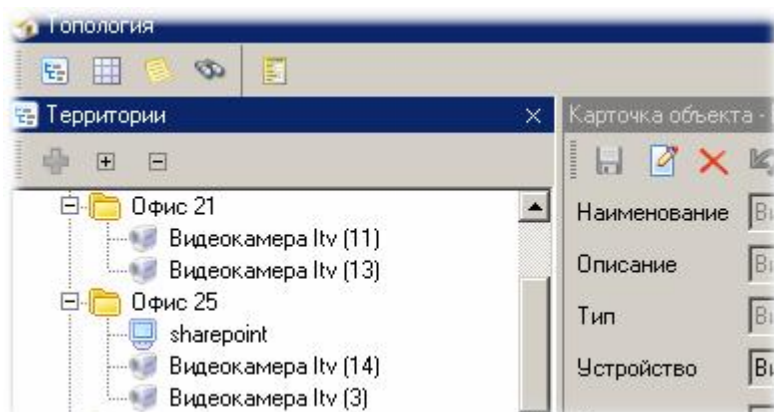 Топология
Территории
Карточка объекта -
Офис 21
Видеокамера Itv (11)
Видеокамера Itv (13)
Офис 25
sharepoint
Видеокамера Itv (14)
Видеокамера Itv (3)
Наименование
Описание
Тип
Устройство